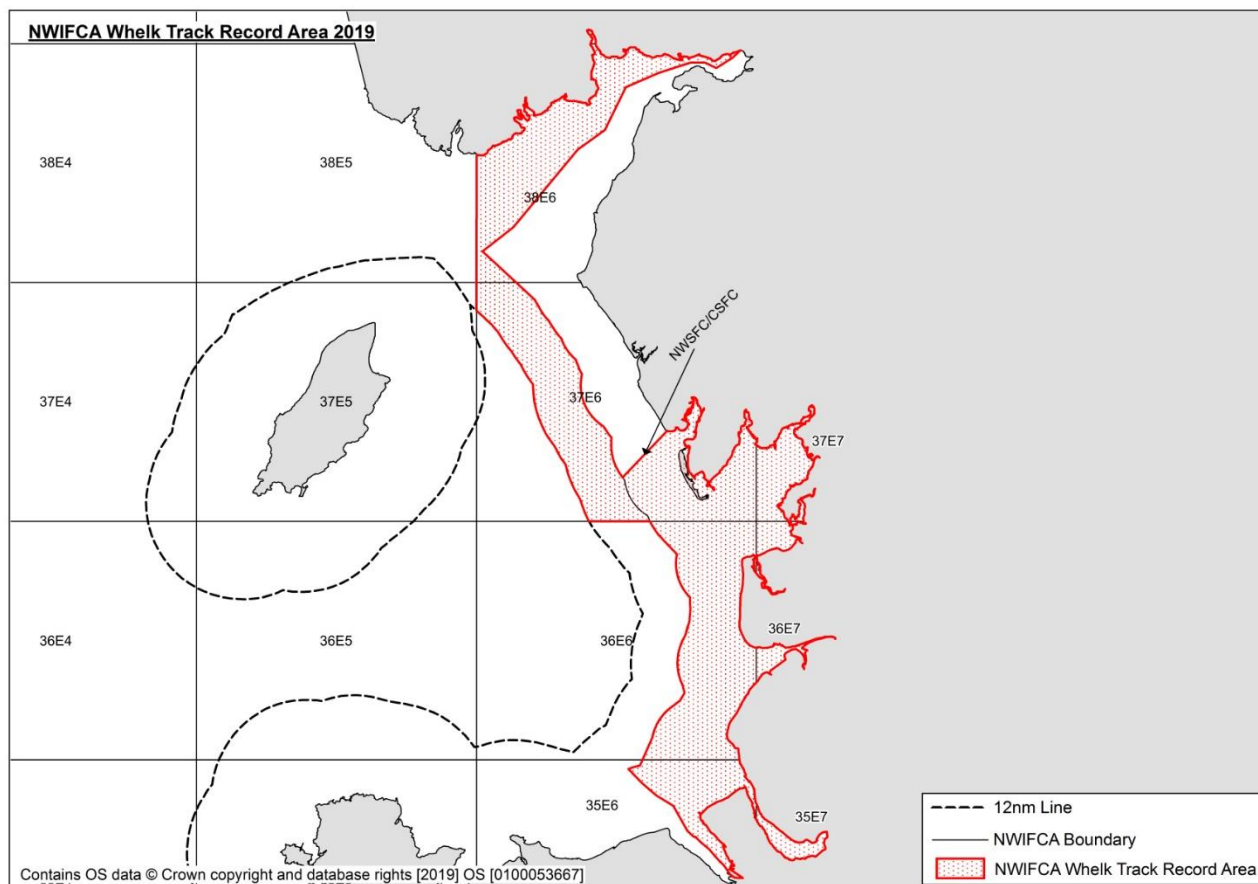 NWIFCA Whelk Track Record Area 2019
38E4
38E5
38E6
NWSFC/CSFC
37E4
37E5
37E6
37E7
36E4
36E5
36E6
36E7
35E6
35E7
12nm Line
NWIFCA Boundary
NWIFCA Whelk Track Record Area
Contains OS data © Crown copyright and database rights [2019] OS [0100053667]